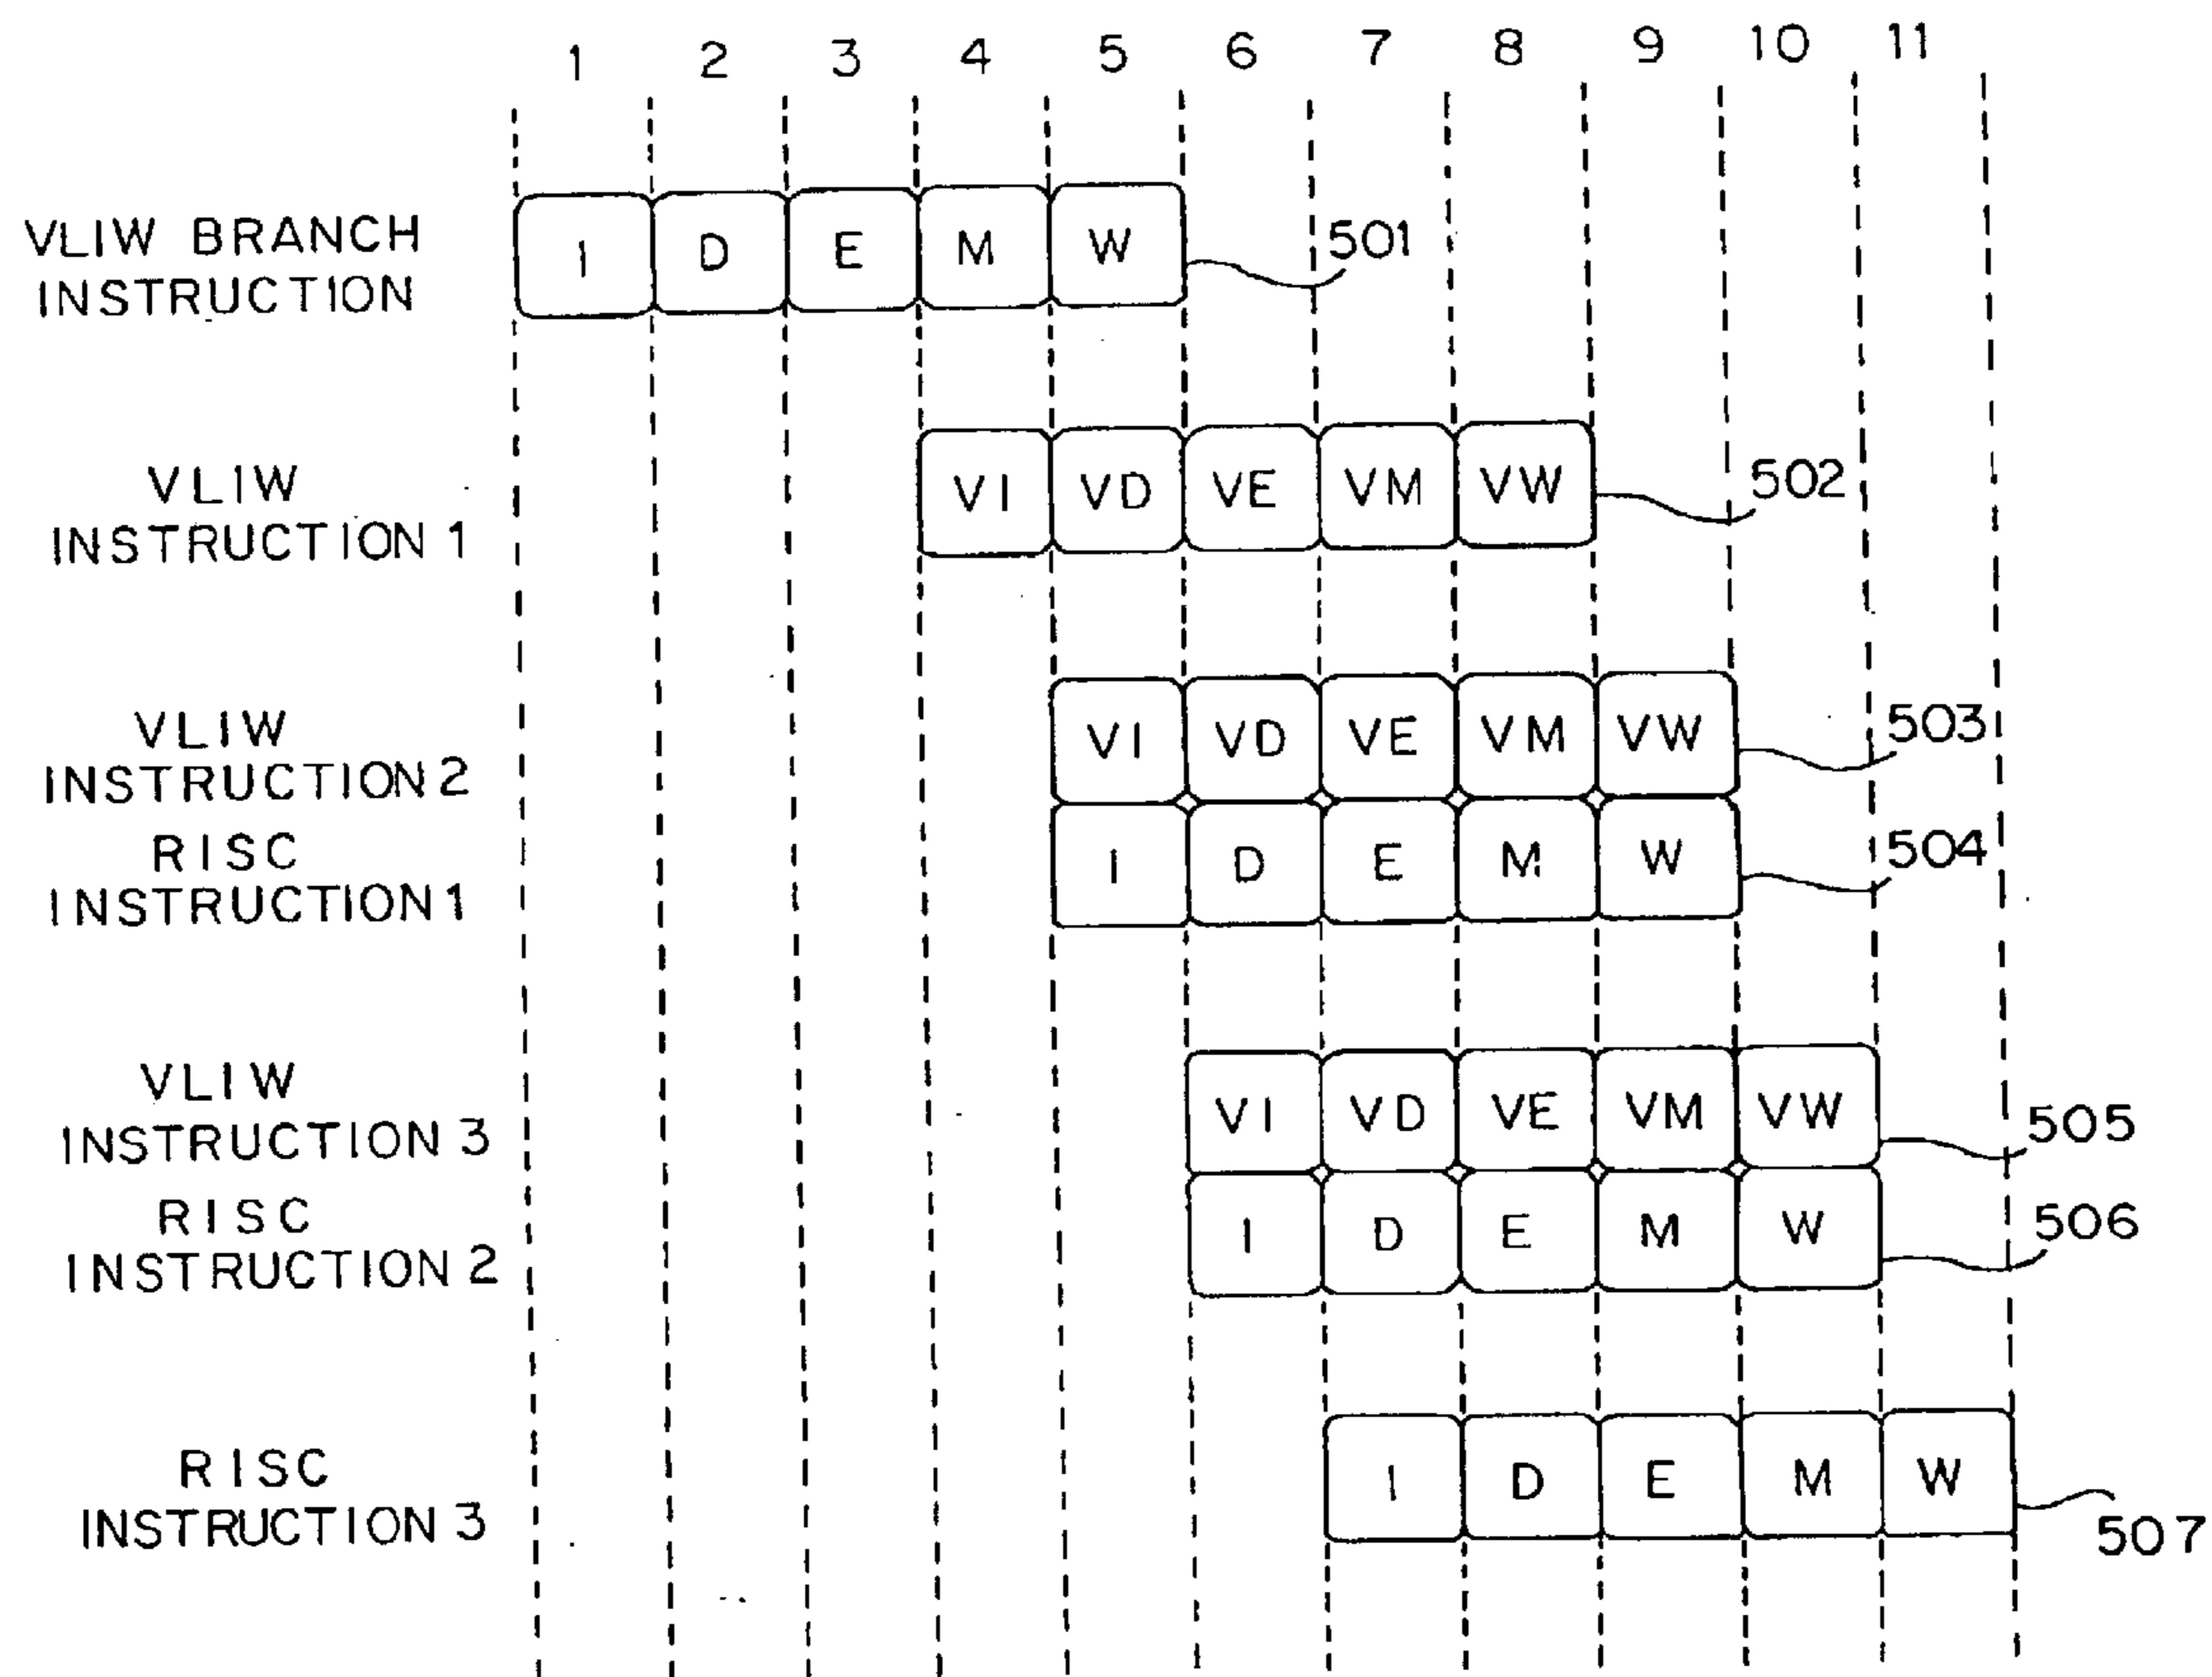 1 2 3 4 5 6 7 8 9 10 11
VLIW BRANCH
INSTRUCTION
I D E M W
501
VLIW
INSTRUCTION 1
VI VD VE VM VW
502
VLIW
INSTRUCTION 2
VI VD VE VM VW
503
RISC
INSTRUCTION 1
I D E M W
504
VLIW
INSTRUCTION 3
VI VD VE VM VW
505
RISC
INSTRUCTION 2
I D E M W
506
RISC
INSTRUCTION 3
I D E M W
507